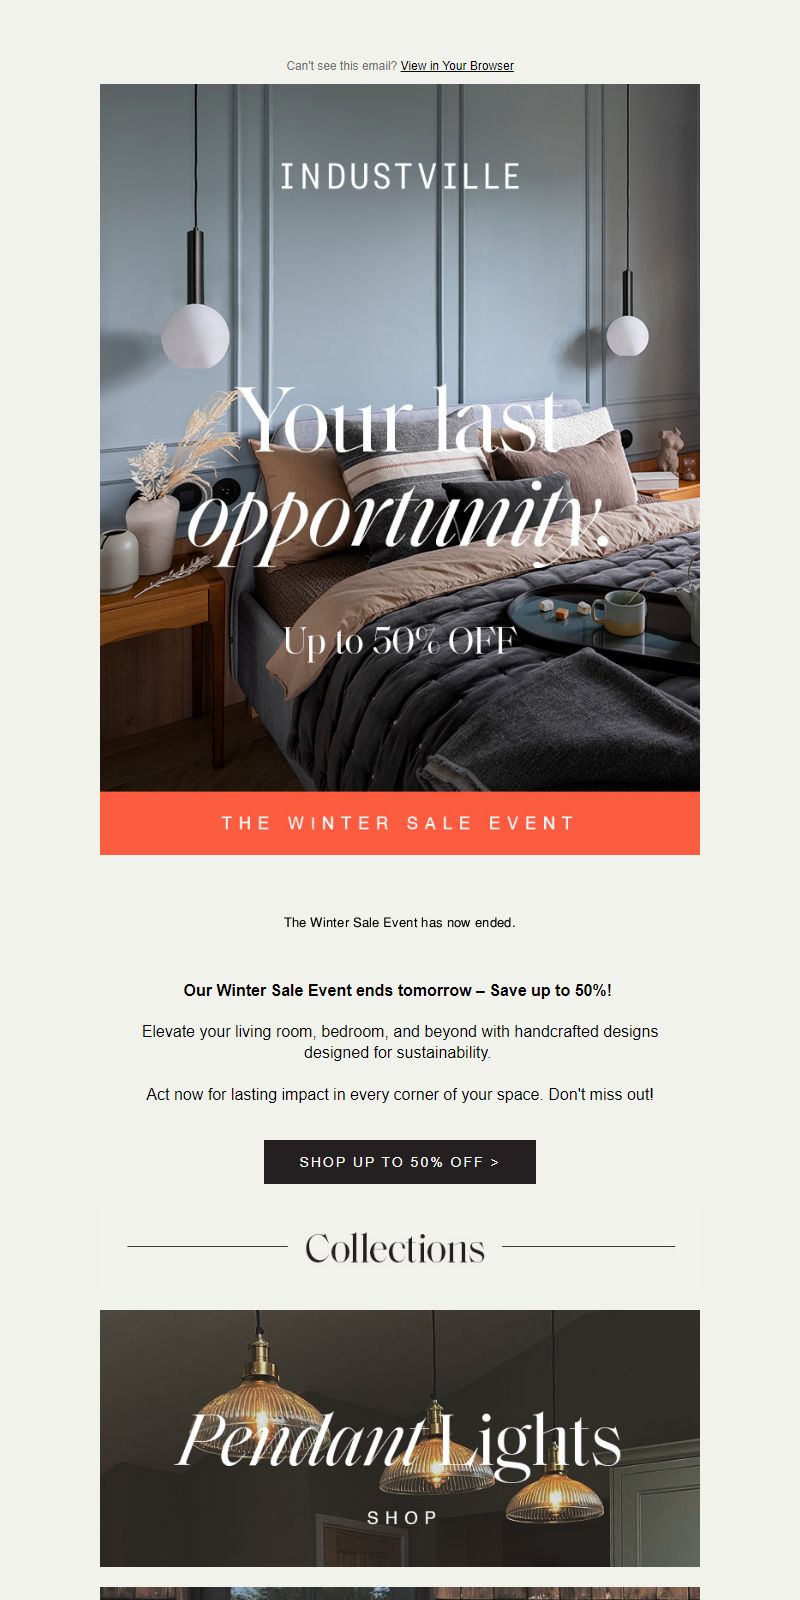 Can't see this email? View in Your Browser
INDUSTVILLE
Your last
opportunity.
Up to 50% OFF
THE WINTER SALE EVENT
The Winter Sale Event has now ended.
Our Winter Sale Event ends tomorrow – Save up to 50%!
Elevate your living room, bedroom, and beyond with handcrafted designs
designed for sustainability.
Act now for lasting impact in every corner of your space. Don't miss out!
SHOP UP TO 50% OFF >
Collections
Pendant Lights
SHOP